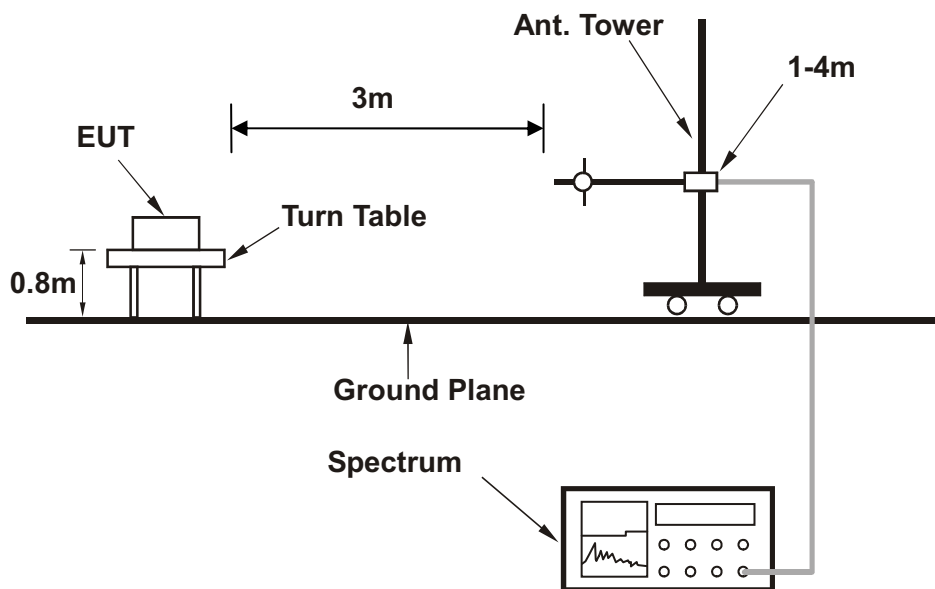 Ant. Tower
1-4m
3m
EUT
Turn Table
0.8m
Ground Plane
Spectrum